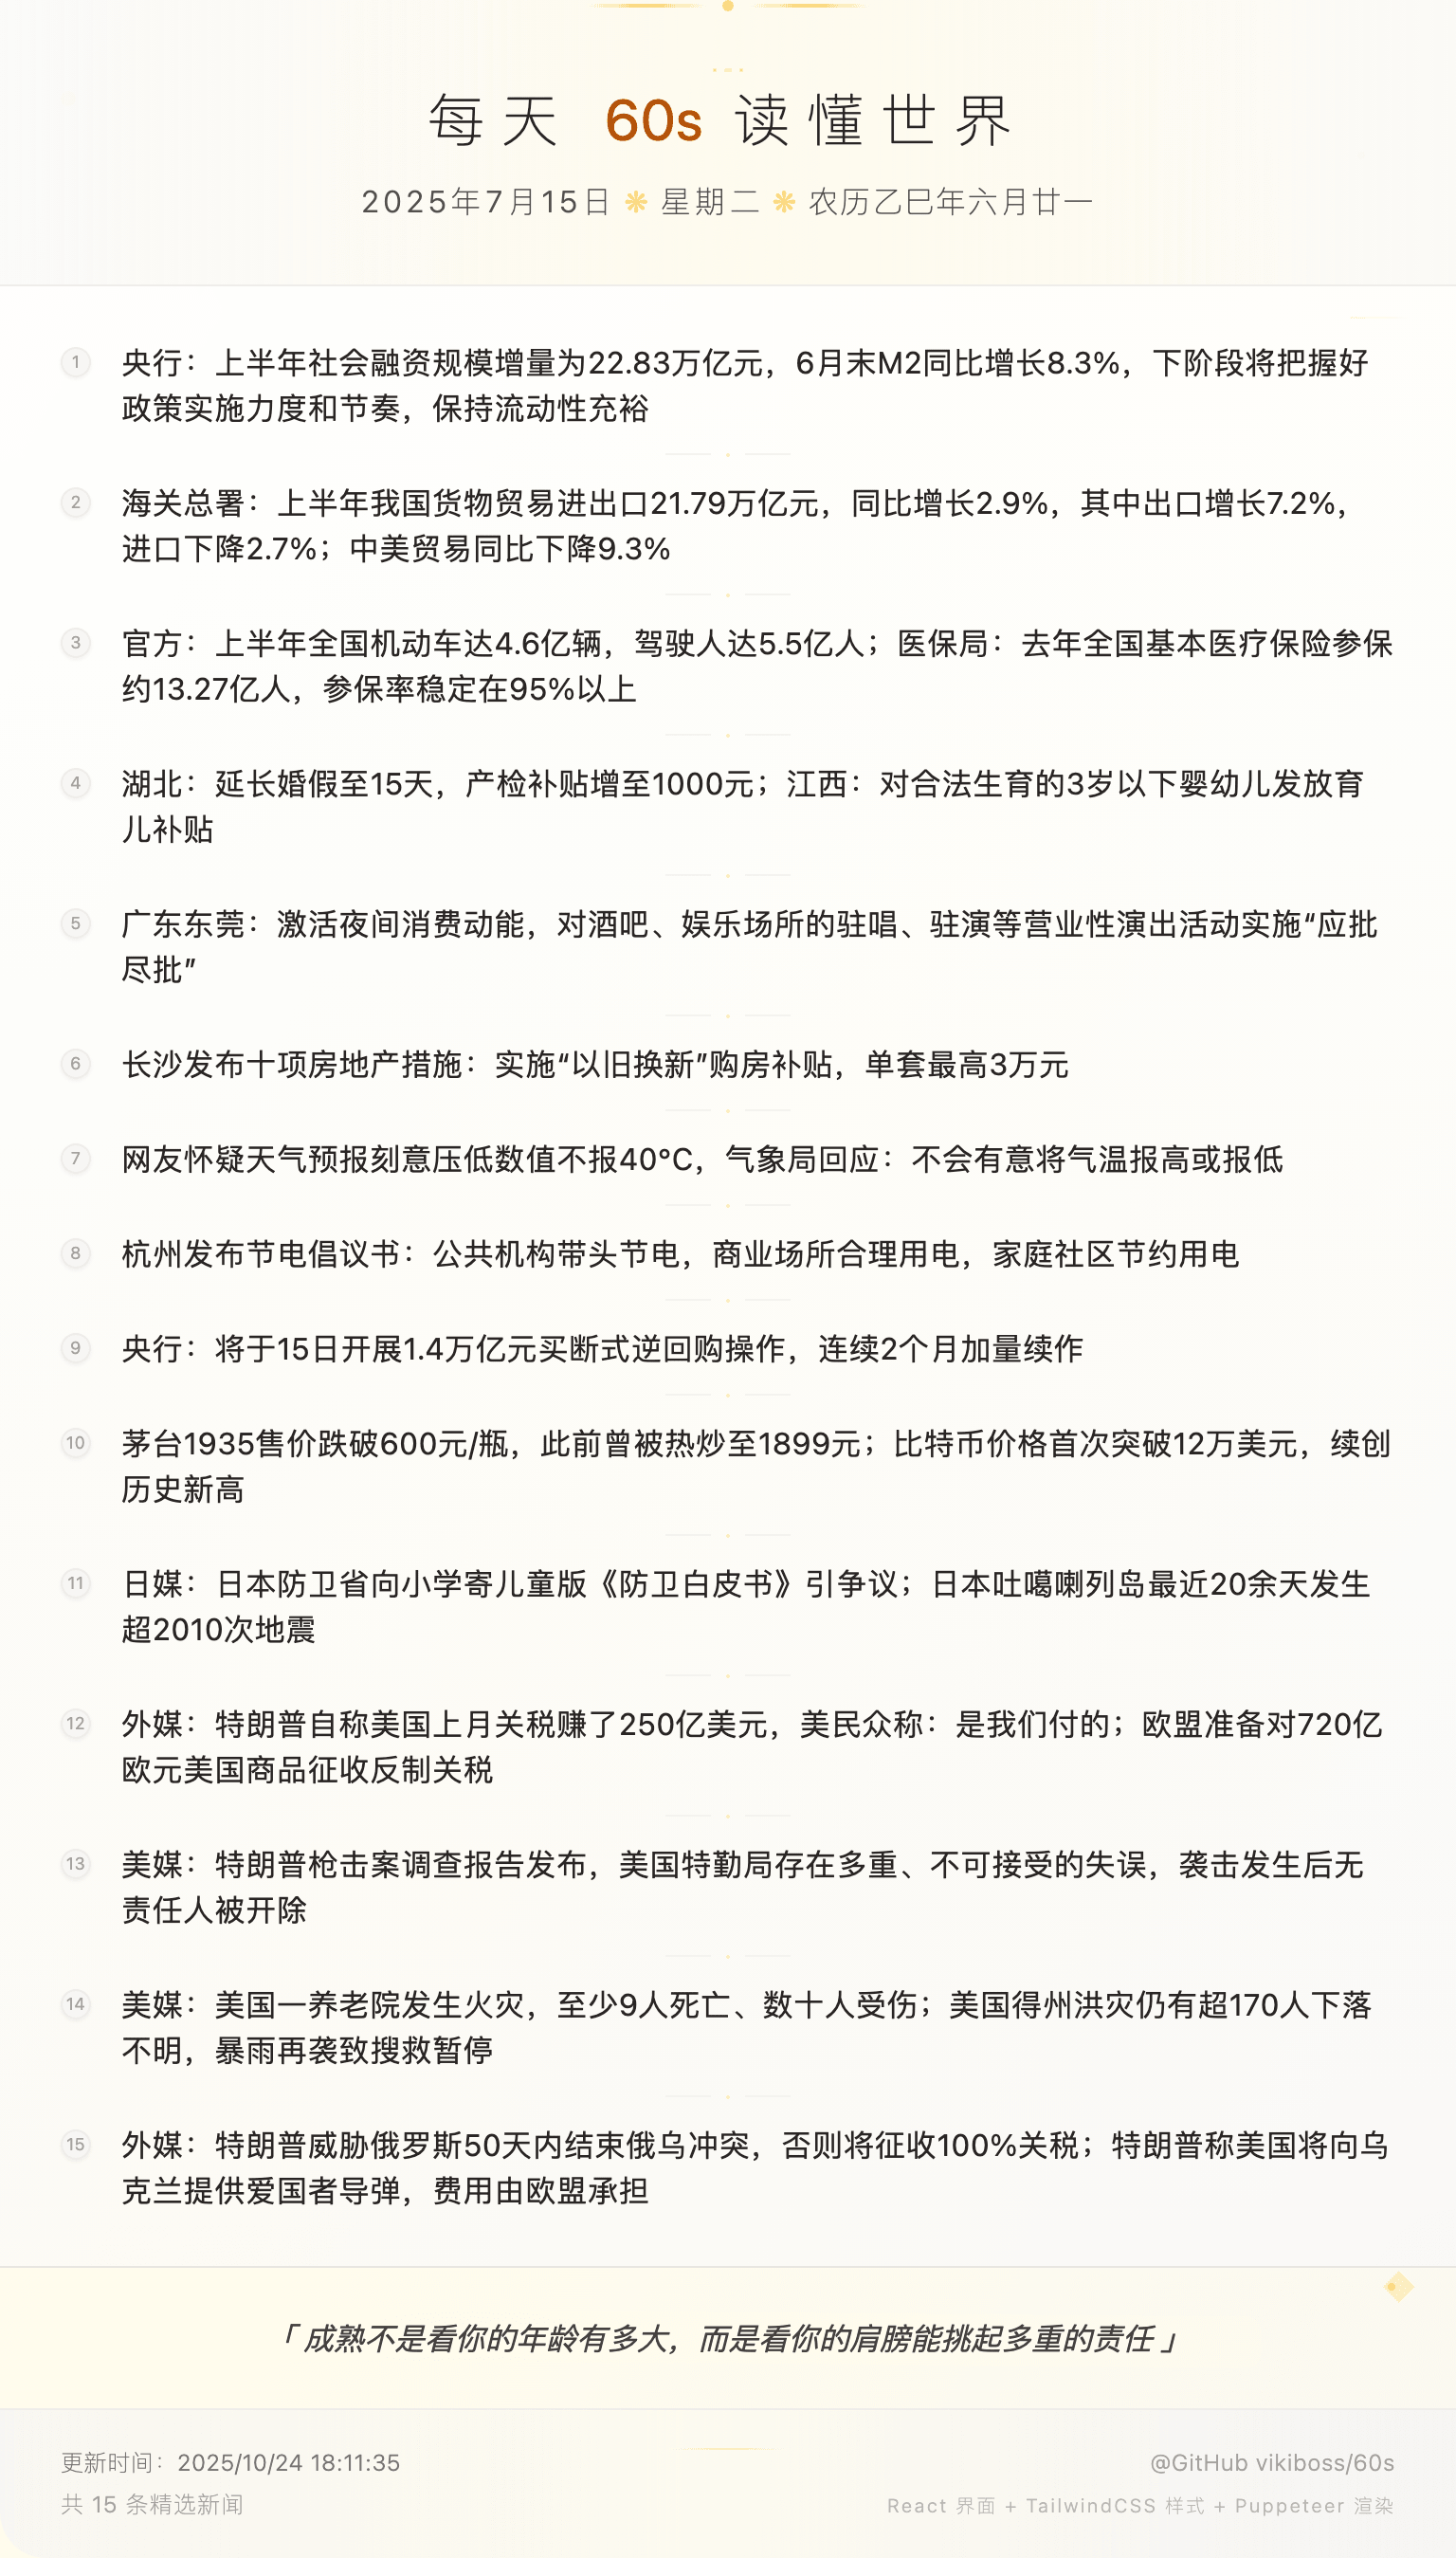 每天 60s 读懂世界
2025年7月15日 ❋ 星期二 ❋ 农历乙巳年六月廿一
1 央行：上半年社会融资规模增量为22.83万亿元，6月末M2同比增长8.3%，下阶段将把握好
政策实施力度和节奏，保持流动性充裕
2 海关总署：上半年我国货物贸易进出口21.79万亿元，同比增长2.9%，其中出口增长7.2%，
进口下降2.7%；中美贸易同比下降9.3%
3 官方：上半年全国机动车达4.6亿辆，驾驶人达5.5亿人；医保局：去年全国基本医疗保险参保
约13.27亿人，参保率稳定在95%以上
4 湖北：延长婚假至15天，产检补贴增至1000元；江西：对合法生育的3岁以下婴幼儿发放育
儿补贴
5 广东东莞：激活夜间消费动能，对酒吧、娱乐场所的驻唱、驻演等营业性演出活动实施“应批
尽批”
6 长沙发布十项房地产措施：实施“以旧换新”购房补贴，单套最高3万元
7 网友怀疑天气预报刻意压低数值不报40°C，气象局回应：不会有意将气温报高或报低
8 杭州发布节电倡议书：公共机构带头节电，商业场所合理用电，家庭社区节约用电
9 央行：将于15日开展1.4万亿元买断式逆回购操作，连续2个月加量续作
10 茅台1935售价跌破600元/瓶，此前曾被热炒至1899元；比特币价格首次突破12万美元，续创
历史新高
11 日媒：日本防卫省向小学寄儿童版《防卫白皮书》引争议；日本吐噶喇列岛最近20余天发生
超2010次地震
12 外媒：特朗普自称美国上月关税赚了250亿美元，美民众称：是我们付的；欧盟准备对720亿
欧元美国商品征收反制关税
13 美媒：特朗普枪击案调查报告发布，美国特勤局存在多重、不可接受的失误，袭击发生后无
责任人被开除
14 美媒：美国一养老院发生火灾，至少9人死亡、数十人受伤；美国得州洪灾仍有超170人下落
不明，暴雨再袭致搜救暂停
15 外媒：特朗普威胁俄罗斯50天内结束俄乌冲突，否则将征收100%关税；特朗普称美国将向乌
克兰提供爱国者导弹，费用由欧盟承担
「 成熟不是看你的年龄有多大，而是看你的肩膀能挑起多重的责任 」
更新时间：2025/10/24 18:11:35
@GitHub vikiboss/60s
共 15 条精选新闻
React 界面 + TailwindCSS 样式 + Puppeteer 渲染